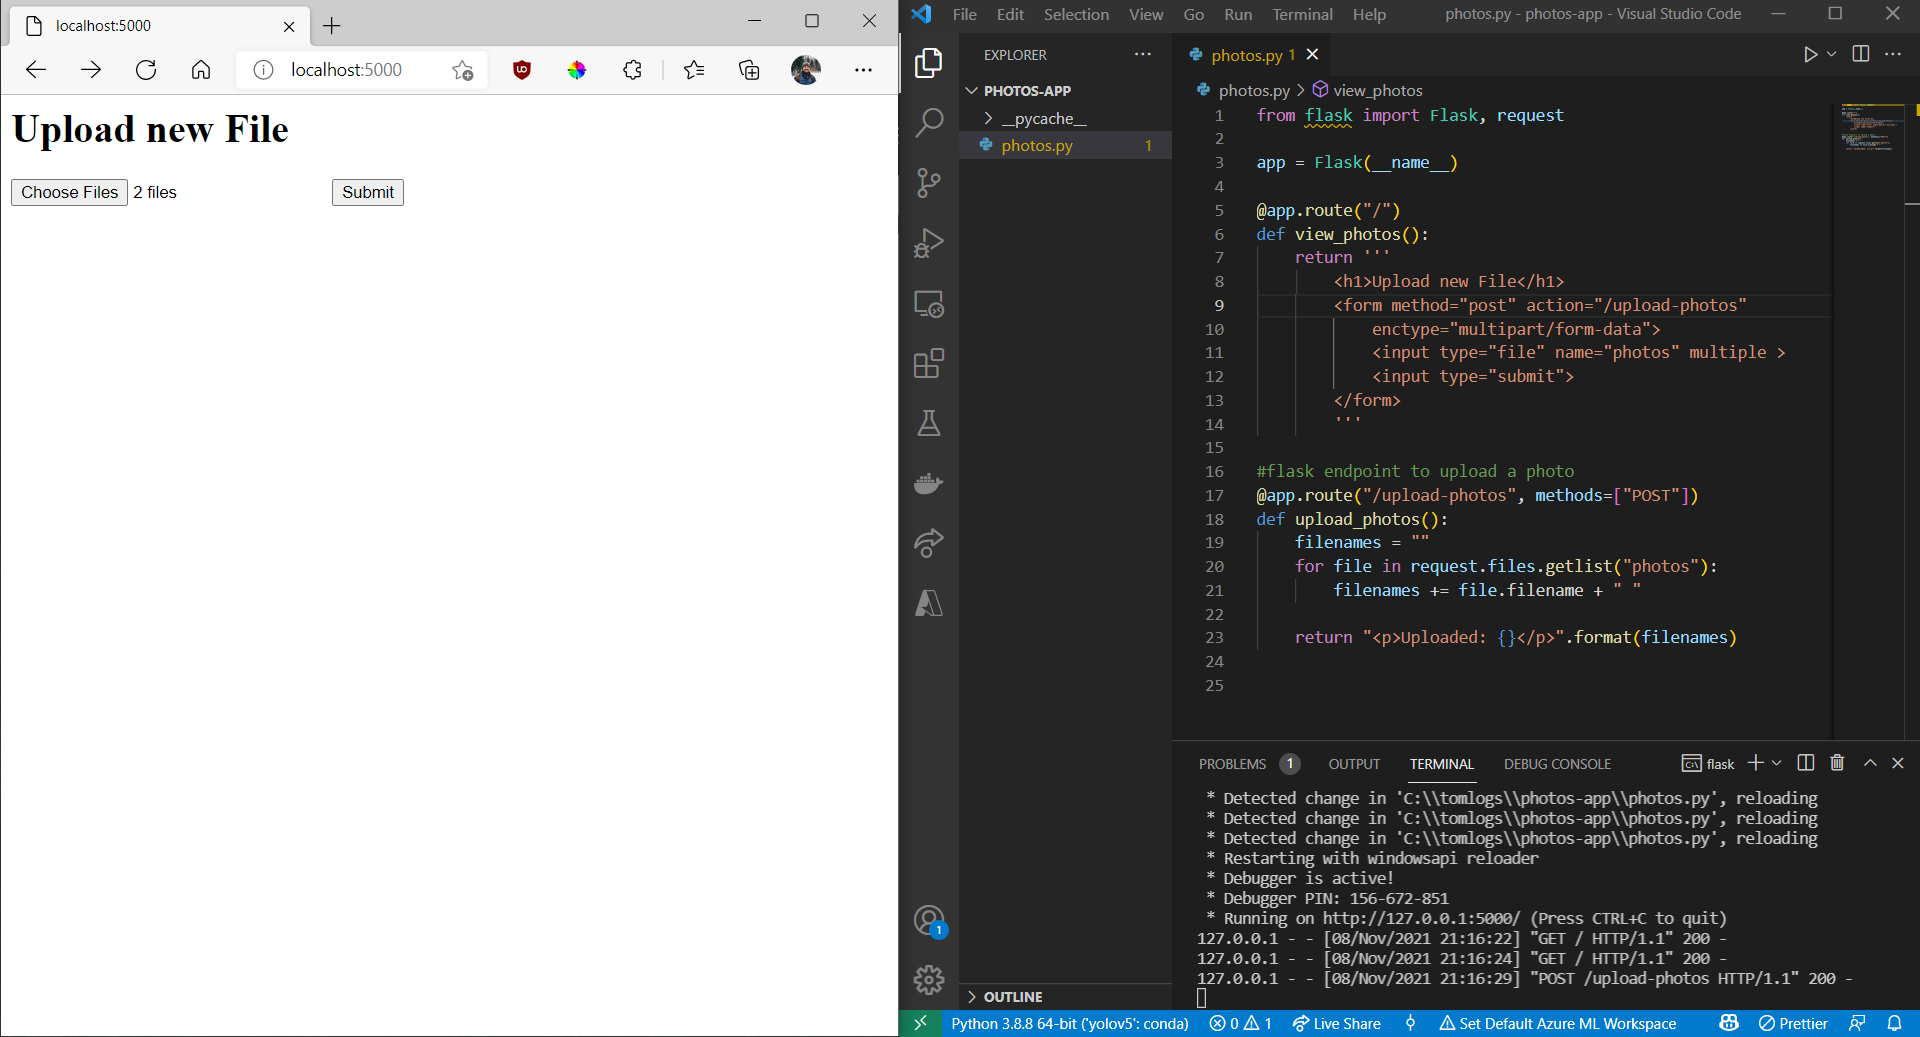 localhost:5000
localhost:5000
Upload new File
Choose Files 2 files Submit
File Edit Selection View Go Run Terminal Help photos.py - photos-app - Visual Studio Code
EXPLORER
PHOTOS-APP
__pycache__
photos.py 1
OUTLINE
photos.py 1
photos.py > view_photos
1 from flask import Flask, request
2
3 app = Flask(__name__)
4
5 @app.route("/")
6 def view_photos():
7     return '''
8         <h1>Upload new File</h1>
9         <form method="post" action="/upload-photos"
10             enctype="multipart/form-data">
11             <input type="file" name="photos" multiple >
12             <input type="submit">
13         </form>
14         '''
15
16 #flask endpoint to upload a photo
17 @app.route("/upload-photos", methods=["POST"])
18 def upload_photos():
19     filenames = ""
20     for file in request.files.getlist("photos"):
21         filenames += file.filename + " "
22
23     return "<p>Uploaded: {}</p>".format(filenames)
24
25
PROBLEMS 1 OUTPUT TERMINAL DEBUG CONSOLE flask
* Detected change in 'C:\\tomlogs\\photos-app\\photos.py', reloading
* Detected change in 'C:\\tomlogs\\photos-app\\photos.py', reloading
* Detected change in 'C:\\tomlogs\\photos-app\\photos.py', reloading
* Restarting with windowsapi reloader
* Debugger is active!
* Debugger PIN: 156-672-851
* Running on http://127.0.0.1:5000/ (Press CTRL+C to quit)
127.0.0.1 - - [08/Nov/2021 21:16:22] "GET / HTTP/1.1" 200 -
127.0.0.1 - - [08/Nov/2021 21:16:24] "GET / HTTP/1.1" 200 -
127.0.0.1 - - [08/Nov/2021 21:16:29] "POST /upload-photos HTTP/1.1" 200 -
1
Python 3.8.8 64-bit ('yolov5': conda) 0 1 Live Share Set Default Azure ML Workspace Prettier